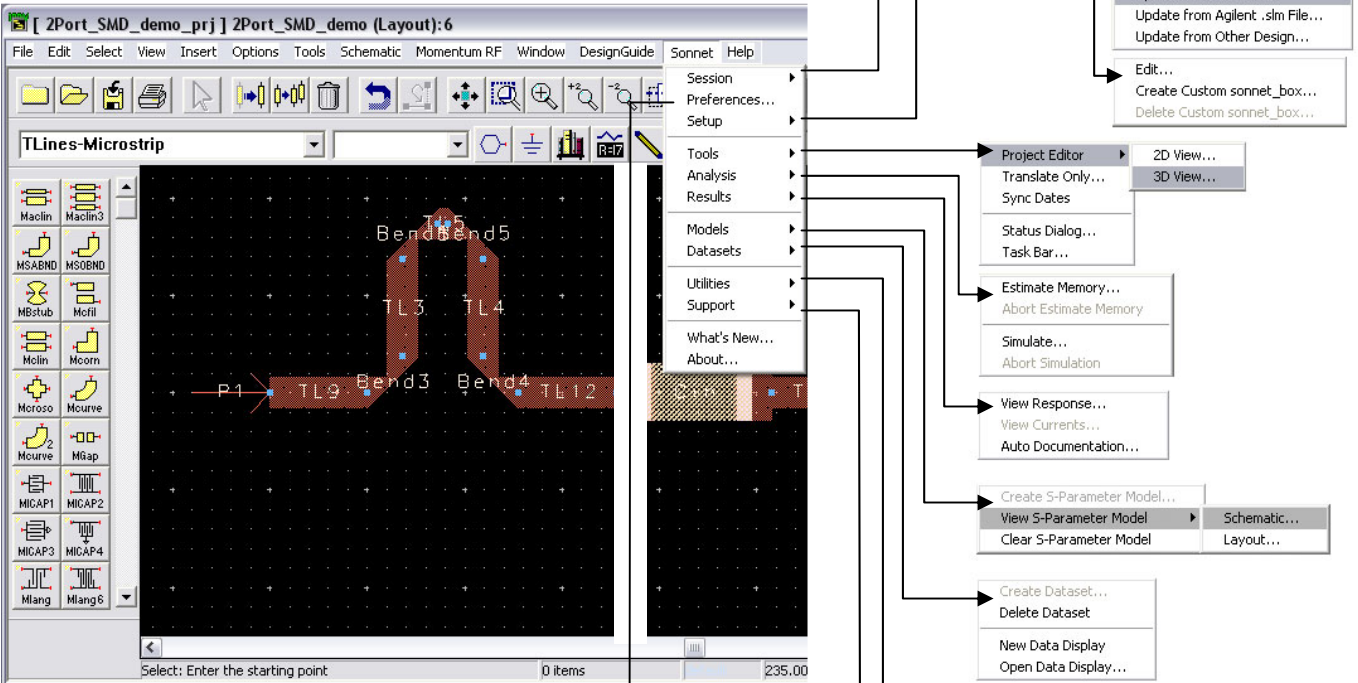 [ 2Port_SMD_demo_prj ] 2Port_SMD_demo (Layout):6
File Edit Select View Insert Options Tools Schematic Momentum RF Window DesignGuide Sonnet Help
TLines-Microstrip
Maclin Maclin3
MSABND MSOBND
MBstub Mcfil
Mclin Mcorn
Mcroso Mcurve
Mcurve MGap
MICAP1 MICAP2
MICAP3 MICAP4
Mlang Mlang6
TL5
Bend5
TL3 TL4
Bend3 Bend4
P1 TL9 TL12
Select: Enter the starting point
0 items
235.00
Session
Preferences...
Setup
Tools
Analysis
Results
Models
Datasets
Utilities
Support
What's New...
About...
Update from Agilent .slm File...
Update from Other Design...
Edit...
Create Custom sonnet_box...
Delete Custom sonnet_box...
Project Editor
Translate Only...
Sync Dates
Status Dialog...
Task Bar...
2D View...
3D View...
Estimate Memory...
Abort Estimate Memory
Simulate...
Abort Simulation
View Response...
View Currents...
Auto Documentation...
Create S-Parameter Model...
View S-Parameter Model
Clear S-Parameter Model
Schematic...
Layout...
Create Dataset...
Delete Dataset
New Data Display
Open Data Display...